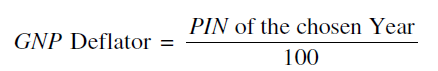 GNP Deflator = PIN of the chosen Year
100